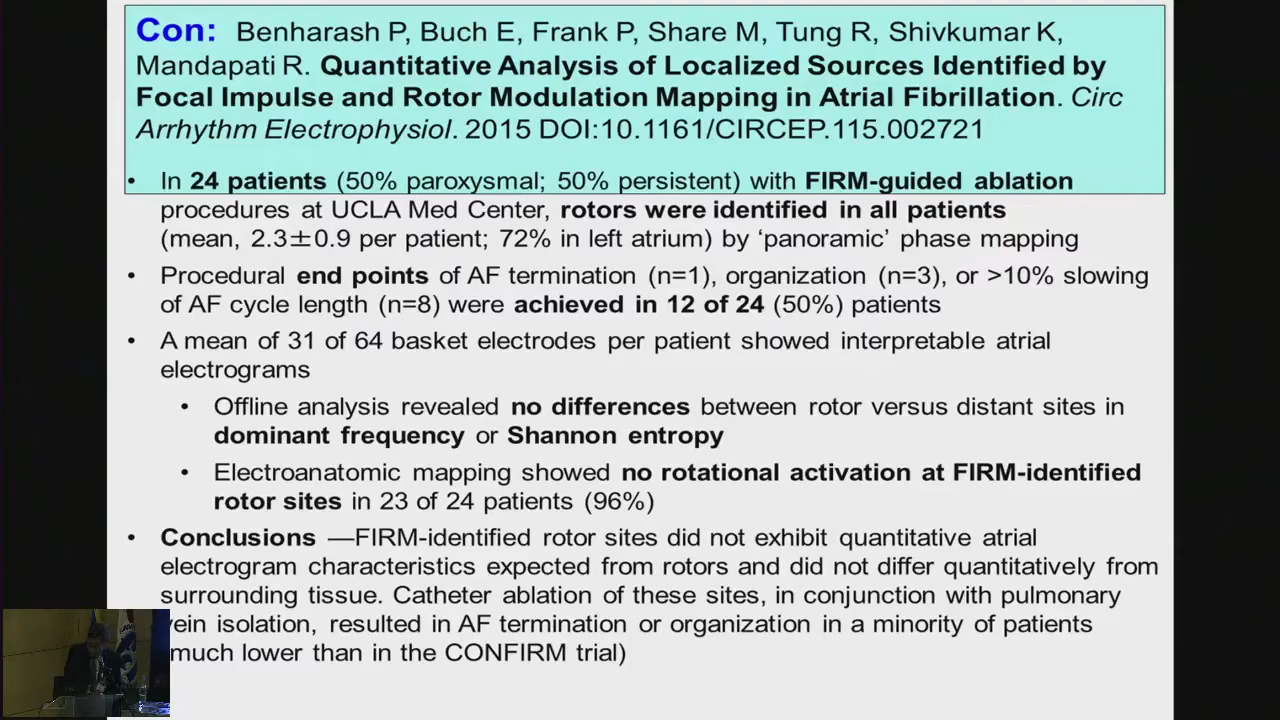 Con: Benharash P, Buch E, Frank P, Share M, Tung R, Shivkumar K,
Mandapati R. Quantitative Analysis of Localized Sources Identified by
Focal Impulse and Rotor Modulation Mapping in Atrial Fibrillation. Circ
Arrhythm Electrophysiol. 2015 DOI:10.1161/CIRCEP.115.002721
• In 24 patients (50% paroxysmal; 50% persistent) with FIRM-guided ablation
procedures at UCLA Med Center, rotors were identified in all patients
(mean, 2.3±0.9 per patient; 72% in left atrium) by ‘panoramic’ phase mapping
• Procedural end points of AF termination (n=1), organization (n=3), or >10% slowing
of AF cycle length (n=8) were achieved in 12 of 24 (50%) patients
• A mean of 31 of 64 basket electrodes per patient showed interpretable atrial
electrograms
• Offline analysis revealed no differences between rotor versus distant sites in
dominant frequency or Shannon entropy
• Electroanatomic mapping showed no rotational activation at FIRM-identified
rotor sites in 23 of 24 patients (96%)
• Conclusions —FIRM-identified rotor sites did not exhibit quantitative atrial
electrogram characteristics expected from rotors and did not differ quantitatively from
surrounding tissue. Catheter ablation of these sites, in conjunction with pulmonary
vein isolation, resulted in AF termination or organization in a minority of patients
much lower than in the CONFIRM trial)